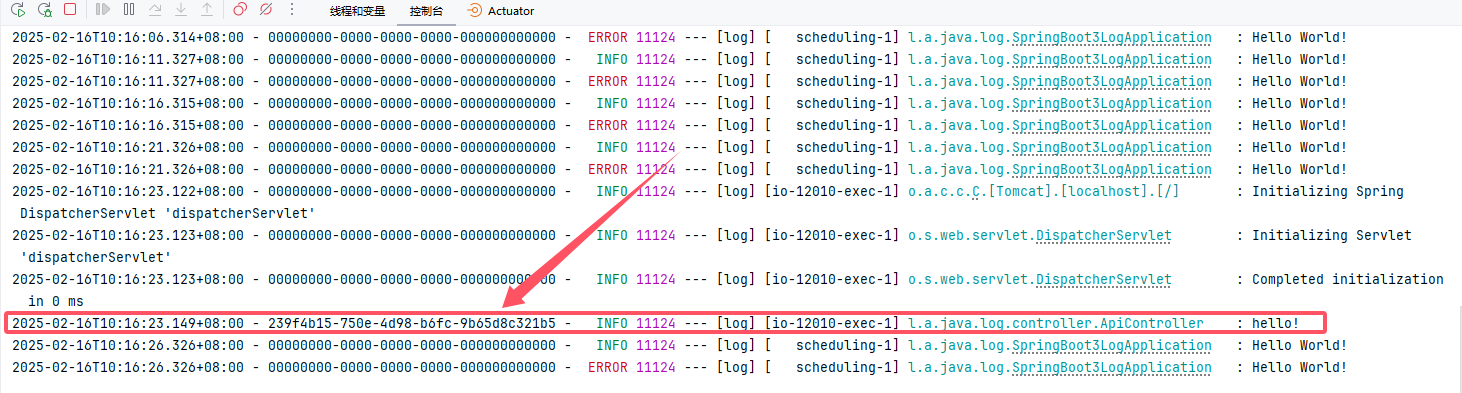 线程和变量 控制台 Actuator
2025-02-16T10:16:06.314+08:00 - 00000000-0000-0000-0000-000000000000 - ERROR 11124 --- [log] [   scheduling-1] l.a.java.log.SpringBoot3LogApplication   : Hello World!
2025-02-16T10:16:11.327+08:00 - 00000000-0000-0000-0000-000000000000 -  INFO 11124 --- [log] [   scheduling-1] l.a.java.log.SpringBoot3LogApplication   : Hello World!
2025-02-16T10:16:11.327+08:00 - 00000000-0000-0000-0000-000000000000 - ERROR 11124 --- [log] [   scheduling-1] l.a.java.log.SpringBoot3LogApplication   : Hello World!
2025-02-16T10:16:16.315+08:00 - 00000000-0000-0000-0000-000000000000 -  INFO 11124 --- [log] [   scheduling-1] l.a.java.log.SpringBoot3LogApplication   : Hello World!
2025-02-16T10:16:16.315+08:00 - 00000000-0000-0000-0000-000000000000 - ERROR 11124 --- [log] [   scheduling-1] l.a.java.log.SpringBoot3LogApplication   : Hello World!
2025-02-16T10:16:21.326+08:00 - 00000000-0000-0000-0000-000000000000 -  INFO 11124 --- [log] [   scheduling-1] l.a.java.log.SpringBoot3LogApplication   : Hello World!
2025-02-16T10:16:21.326+08:00 - 00000000-0000-0000-0000-000000000000 - ERROR 11124 --- [log] [   scheduling-1] l.a.java.log.SpringBoot3LogApplication   : Hello World!
2025-02-16T10:16:23.122+08:00 - 00000000-0000-0000-0000-000000000000 -  INFO 11124 --- [log] [io-12010-exec-1] o.a.c.c.C.[Tomcat].[localhost].[/]       : Initializing Spring
DispatcherServlet 'dispatcherServlet'
2025-02-16T10:16:23.123+08:00 - 00000000-0000-0000-0000-000000000000 -  INFO 11124 --- [log] [io-12010-exec-1] o.s.web.servlet.DispatcherServlet        : Initializing Servlet
'dispatcherServlet'
2025-02-16T10:16:23.123+08:00 - 00000000-0000-0000-0000-000000000000 -  INFO 11124 --- [log] [io-12010-exec-1] o.s.web.servlet.DispatcherServlet        : Completed initialization
in 0 ms
2025-02-16T10:16:23.149+08:00 - 239f4b15-750e-4d98-b6fc-9b65d8c321b5 -  INFO 11124 --- [log] [io-12010-exec-1] l.a.java.log.controller.ApiController    : hello!
2025-02-16T10:16:26.326+08:00 - 00000000-0000-0000-0000-000000000000 -  INFO 11124 --- [log] [   scheduling-1] l.a.java.log.SpringBoot3LogApplication   : Hello World!
2025-02-16T10:16:26.326+08:00 - 00000000-0000-0000-0000-000000000000 - ERROR 11124 --- [log] [   scheduling-1] l.a.java.log.SpringBoot3LogApplication   : Hello World!